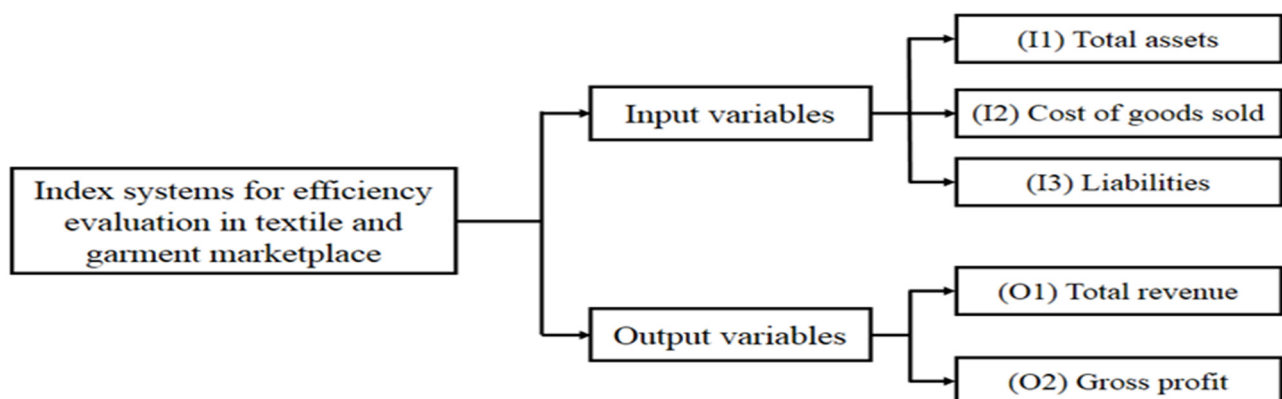 Index systems for efficiency
evaluation in textile and
garment marketplace
Input variables
(I1) Total assets
(I2) Cost of goods sold
(I3) Liabilities
Output variables
(O1) Total revenue
(O2) Gross profit